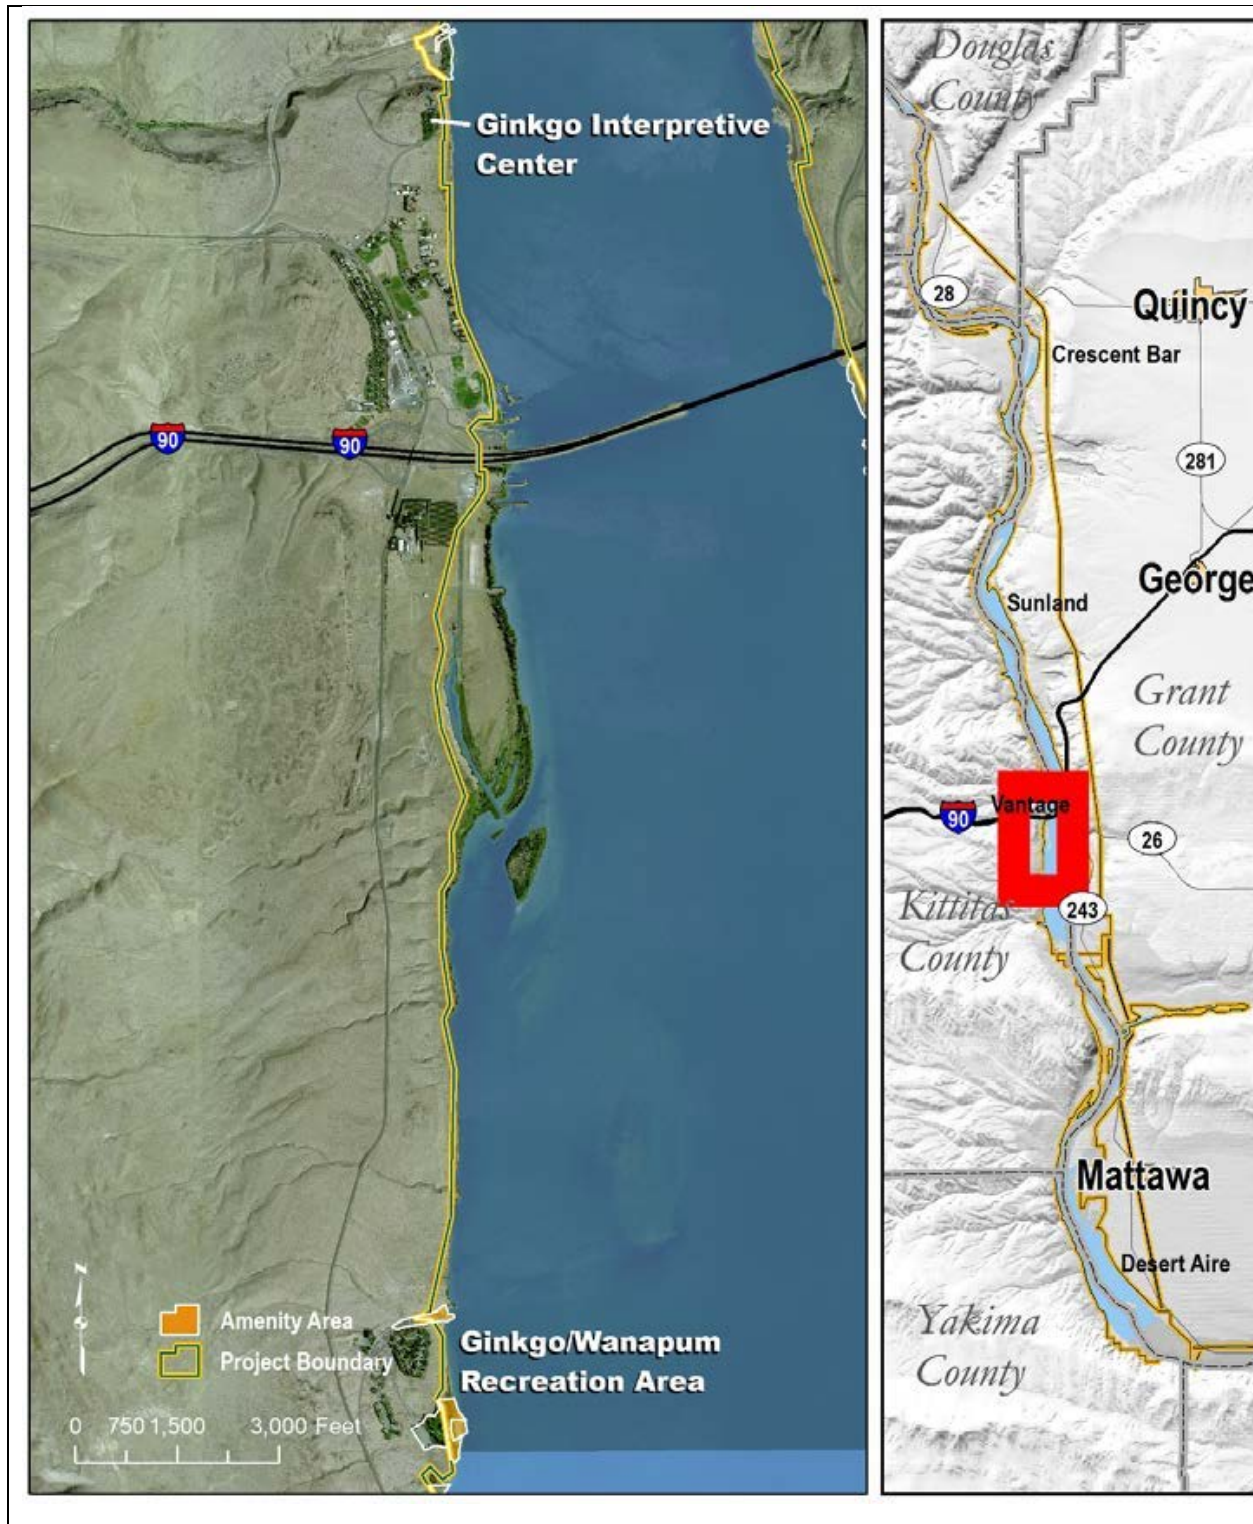 Ginkgo Interpretive
Center
90
90
N
Amenity Area
Project Boundary
0 750 1,500 3,000 Feet
Ginkgo/Wanapum
Recreation Area
Douglas
County
28
Quincy
Crescent Bar
281
George
Sunland
Grant
County
Vantage
90
26
Kittitas
County
243
Mattawa
Desert Aire
Yakima
County